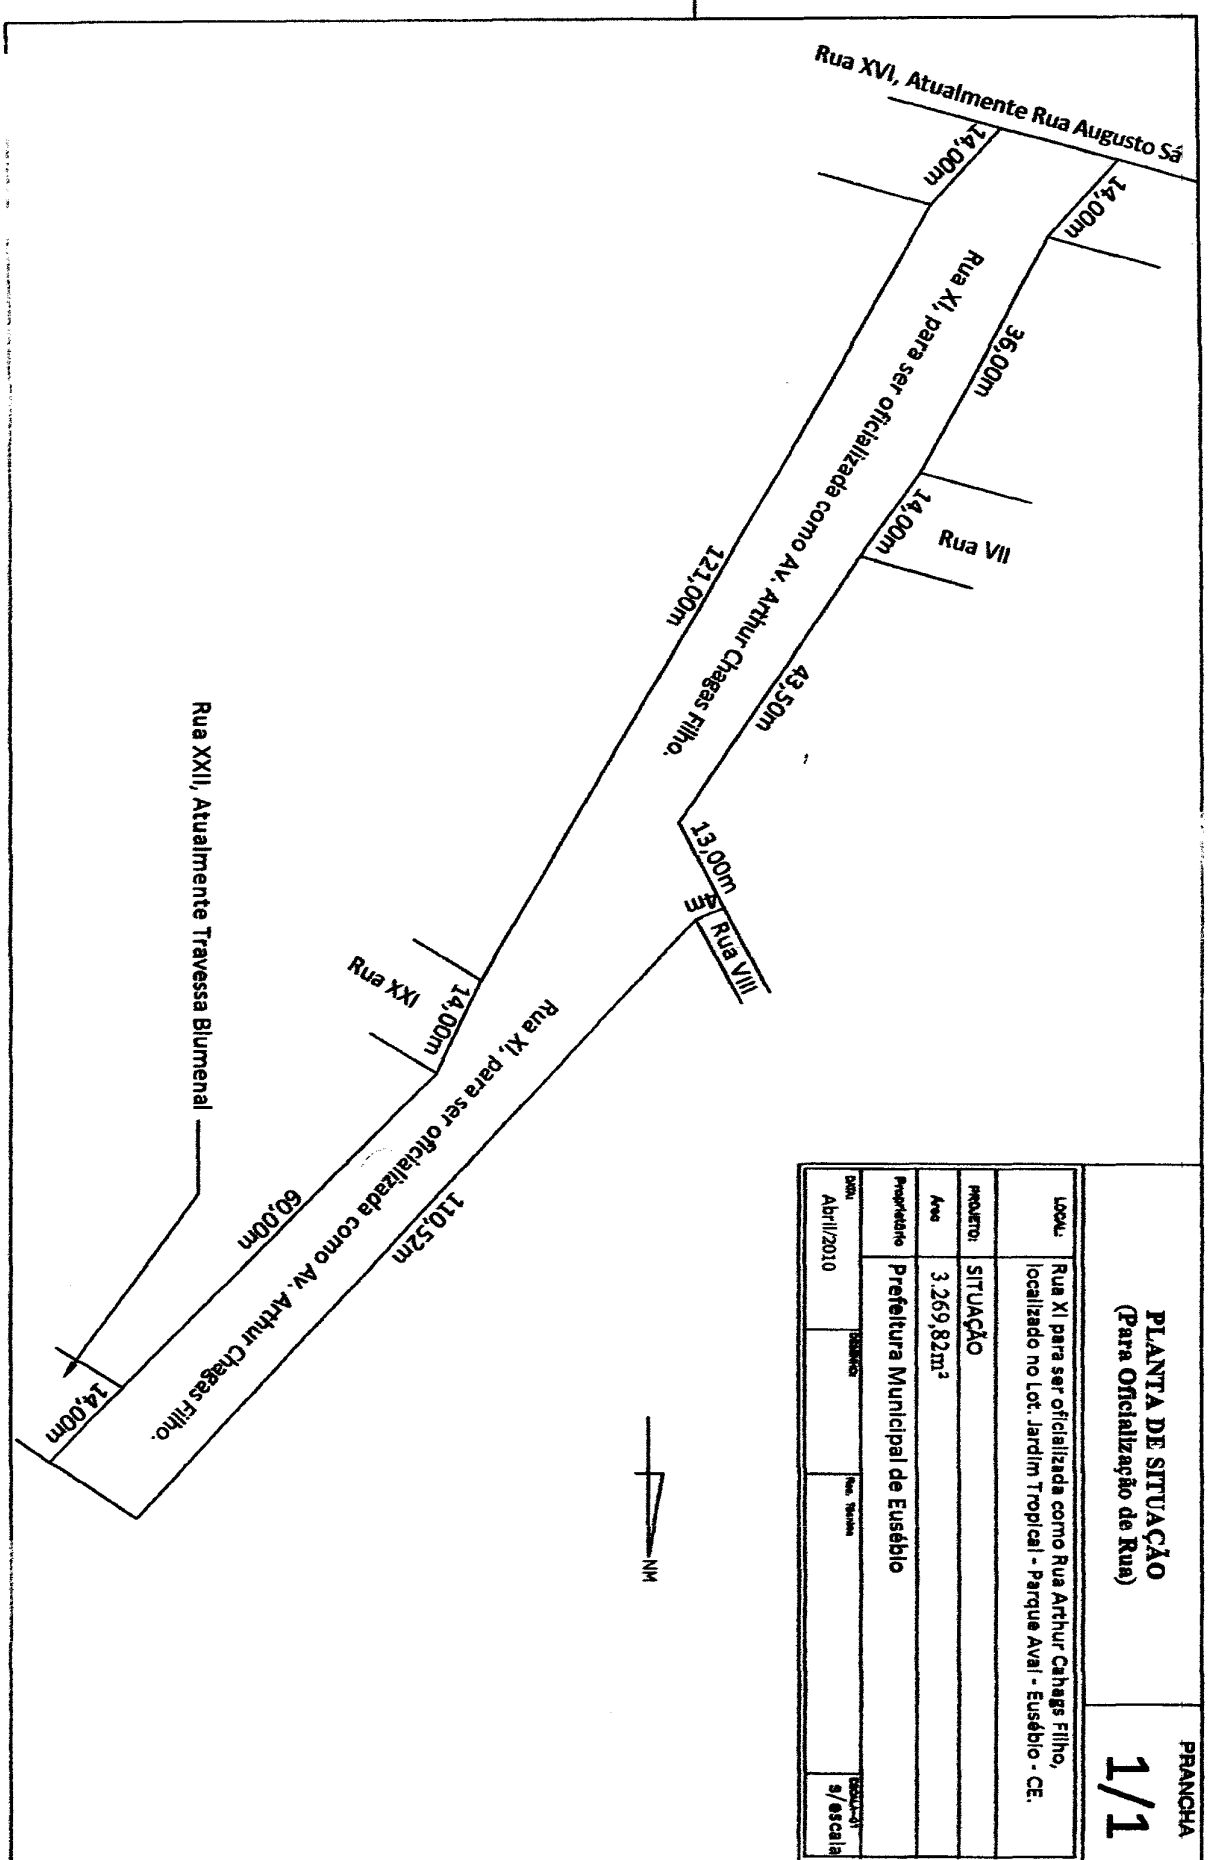 Rua XVI, Atualmente Rua Augusto Sá
14,00m
14,00m
36,00m
14,00m
Rua VII
43,50m
13,00m
4m
Rua VIII
Rua XI, para ser oficializada como Av. Arthur Chagas Filho.
121,00m
Rua XXI
14,00m
Rua XI, para ser oficializada como Av. Arthur Chagas Filho.
110,52m
60,00m
14,00m
Rua XXII, Atualmente Travessa Blumenal
NM
PLANTA DE SITUAÇÃO
(Para Oficialização de Rua)
PRANCHA
1/1
LOCAL: Rua XI para ser oficializada como Rua Arthur Cahags Filho,
localizado no Lot. Jardim Tropical - Parque Avai - Eusébio - CE.
PROJETO: SITUAÇÃO
Área 3.269,82m²
Proprietário Prefeitura Municipal de Eusébio
DATA: Abril/2010
s/escala